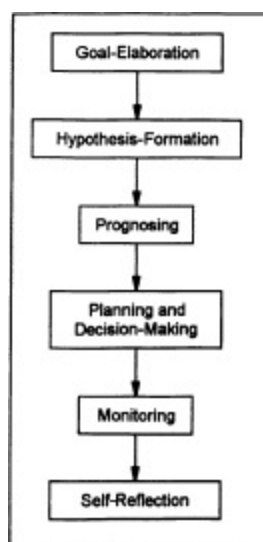 Goal-Elaboration
Hypothesis-Formation
Prognosing
Planning and
Decision-Making
Monitoring
Self-Reflection